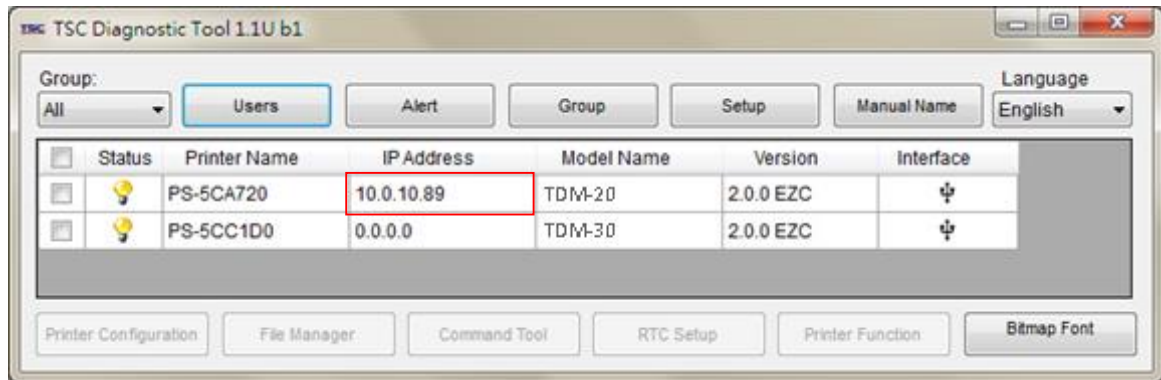 TSC TSC Diagnostic Tool 1.1U b1
Group: Language
All Users Alert Group Setup Manual Name English
Status Printer Name IP Address Model Name Version Interface
PS-5CA720 10.0.10.89 TDM-20 2.0.0 EZC
PS-5CC1D0 0.0.0.0 TDM-30 2.0.0 EZC
Printer Configuration File Manager Command Tool RTC Setup Printer Function Bitmap Font